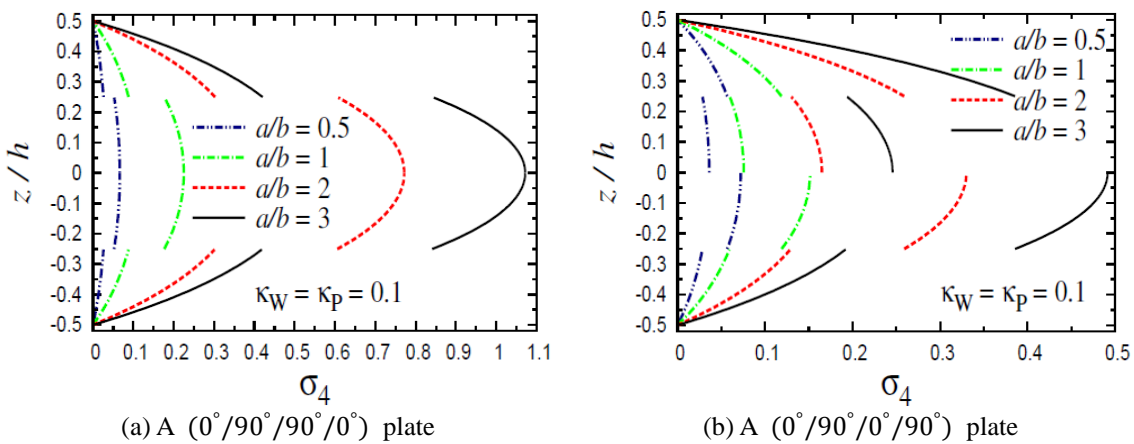 0.5
0.4
0.3
0.2
0.1
0
-0.1
-0.2
-0.3
-0.4
-0.5
z / h
a/b = 0.5
a/b = 1
a/b = 2
a/b = 3
κW = κP = 0.1
0 0.1 0.2 0.3 0.4 0.5 0.6 0.7 0.8 0.9 1 1.1
σ4
(a) A (0°/90°/90°/0°) plate
0.5
0.4
0.3
0.2
0.1
0
-0.1
-0.2
-0.3
-0.4
-0.5
z / h
a/b = 0.5
a/b = 1
a/b = 2
a/b = 3
κW = κP = 0.1
0 0.1 0.2 0.3 0.4 0.5
σ4
(b) A (0°/90°/0°/90°) plate